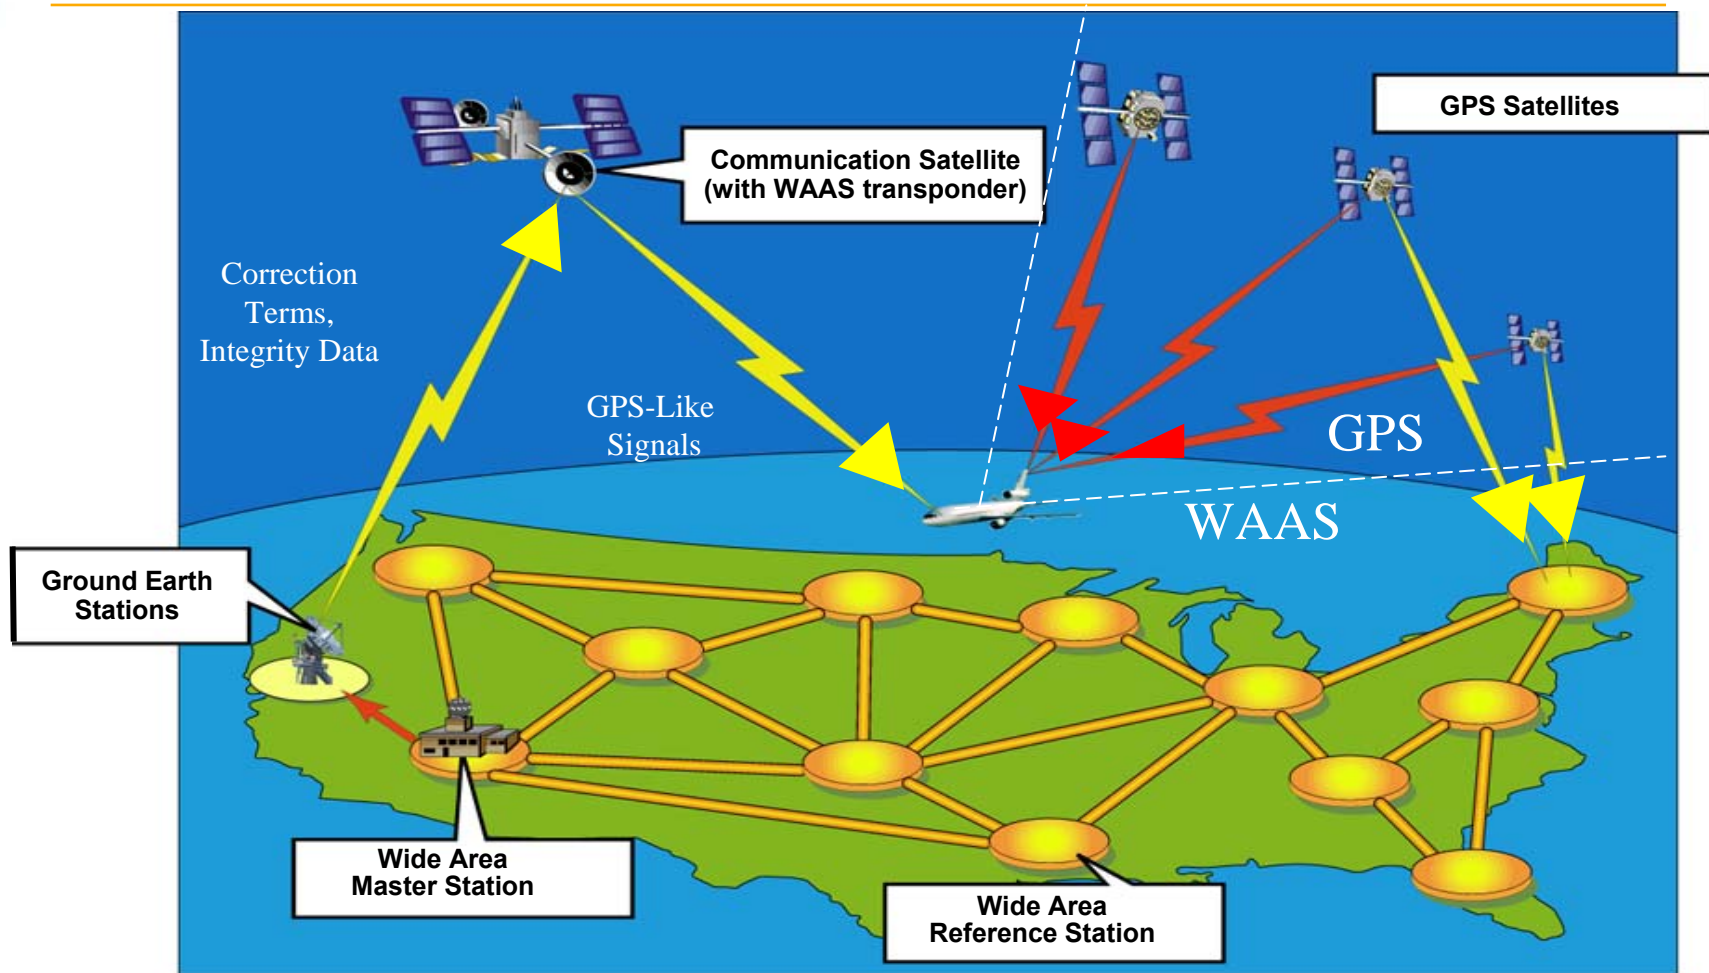 GPS Satellites
Communication Satellite
(with WAAS transponder)
Correction
Terms,
Integrity Data
GPS-Like
Signals
GPS
WAAS
Ground Earth
Stations
Wide Area
Master Station
Wide Area
Reference Station